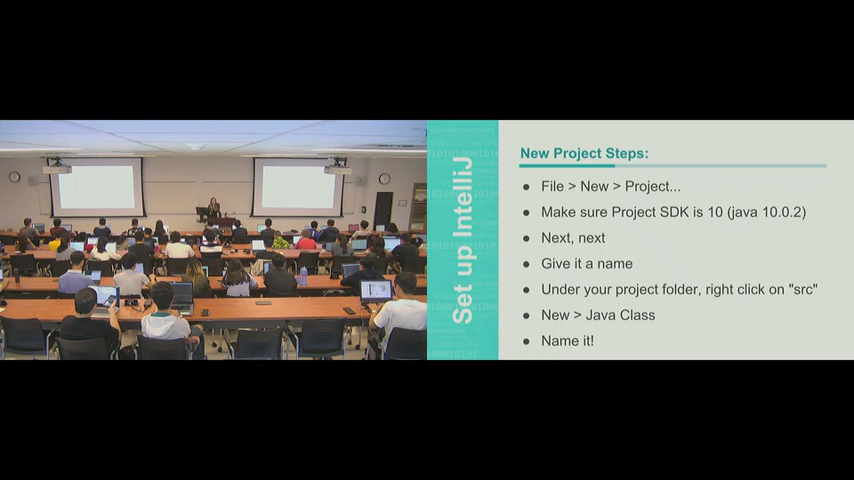 Set up IntelliJ
New Project Steps:
● File > New > Project...
● Make sure Project SDK is 10 (java 10.0.2)
● Next, next
● Give it a name
● Under your project folder, right click on "src"
● New > Java Class
● Name it!